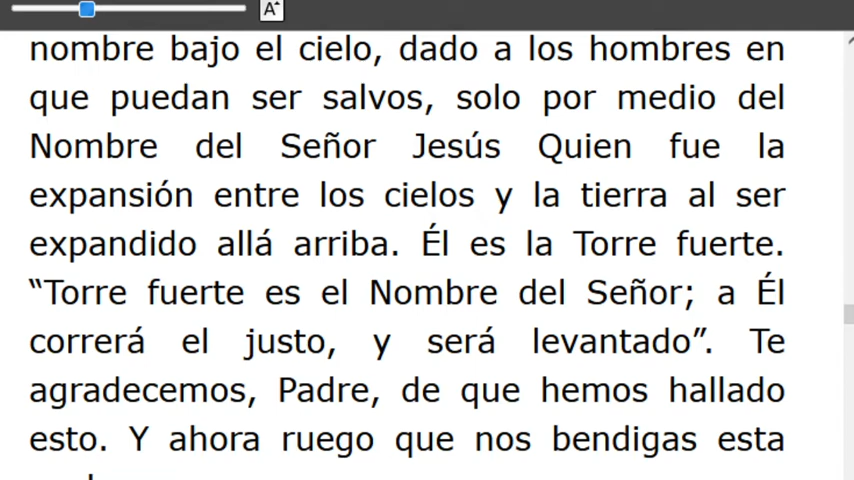 A
nombre bajo el cielo, dado a los hombres en
que puedan ser salvos, solo por medio del
Nombre del Señor Jesús Quien fue la
expansión entre los cielos y la tierra al ser
expandido allá arriba. Él es la Torre fuerte.
“Torre fuerte es el Nombre del Señor; a Él
correrá el justo, y será levantado”. Te
agradecemos, Padre, de que hemos hallado
esto. Y ahora ruego que nos bendigas esta